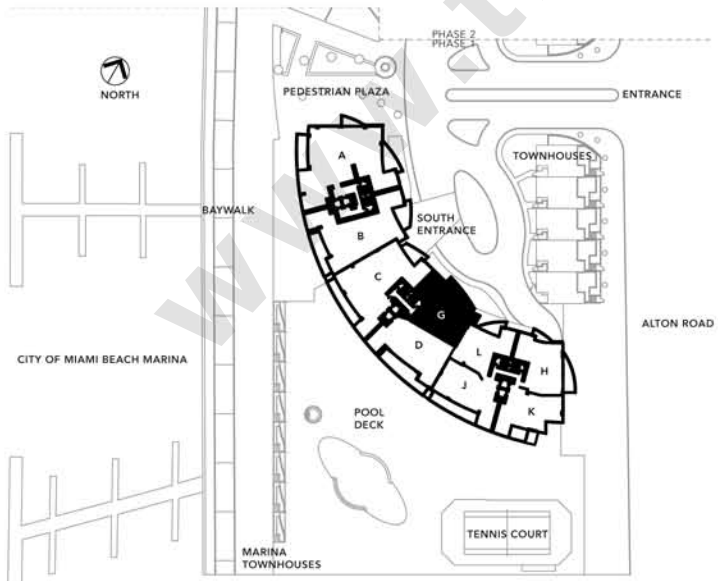 PHASE 2
PHASE 1
NORTH
PEDESTRIAN PLAZA
ENTRANCE
A
TOWNHOUSES
BAYWALK
SOUTH
ENTRANCE
B
C
G
ALTON ROAD
D
L
H
CITY OF MIAMI BEACH MARINA
J
K
POOL
DECK
TENNIS COURT
MARINA
TOWNHOUSES
www.t